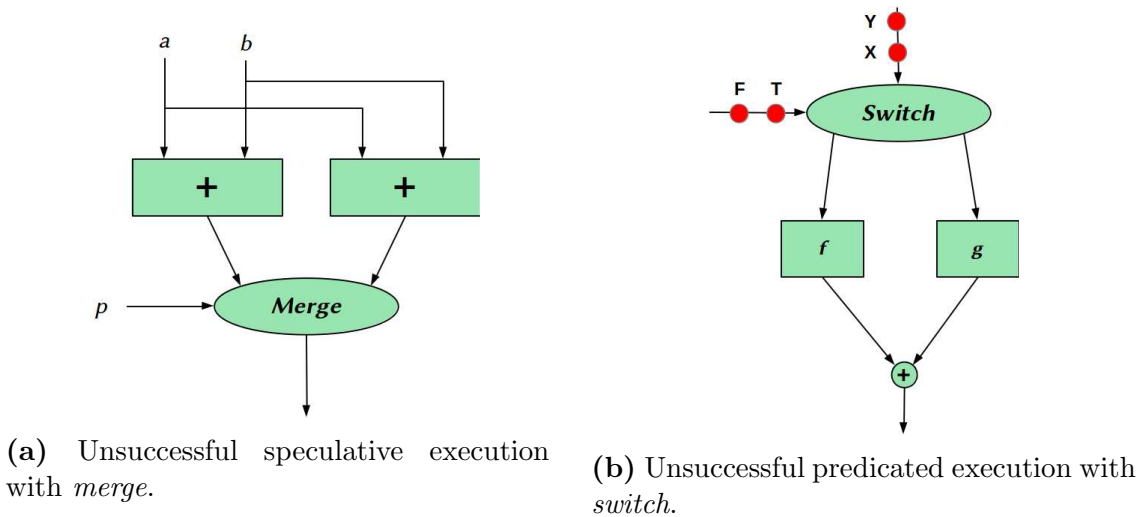 a b
+ +
p Merge
(a) Unsuccessful speculative execution
with merge.
Y
X
F T
Switch
f g
+
(b) Unsuccessful predicated execution with
switch.